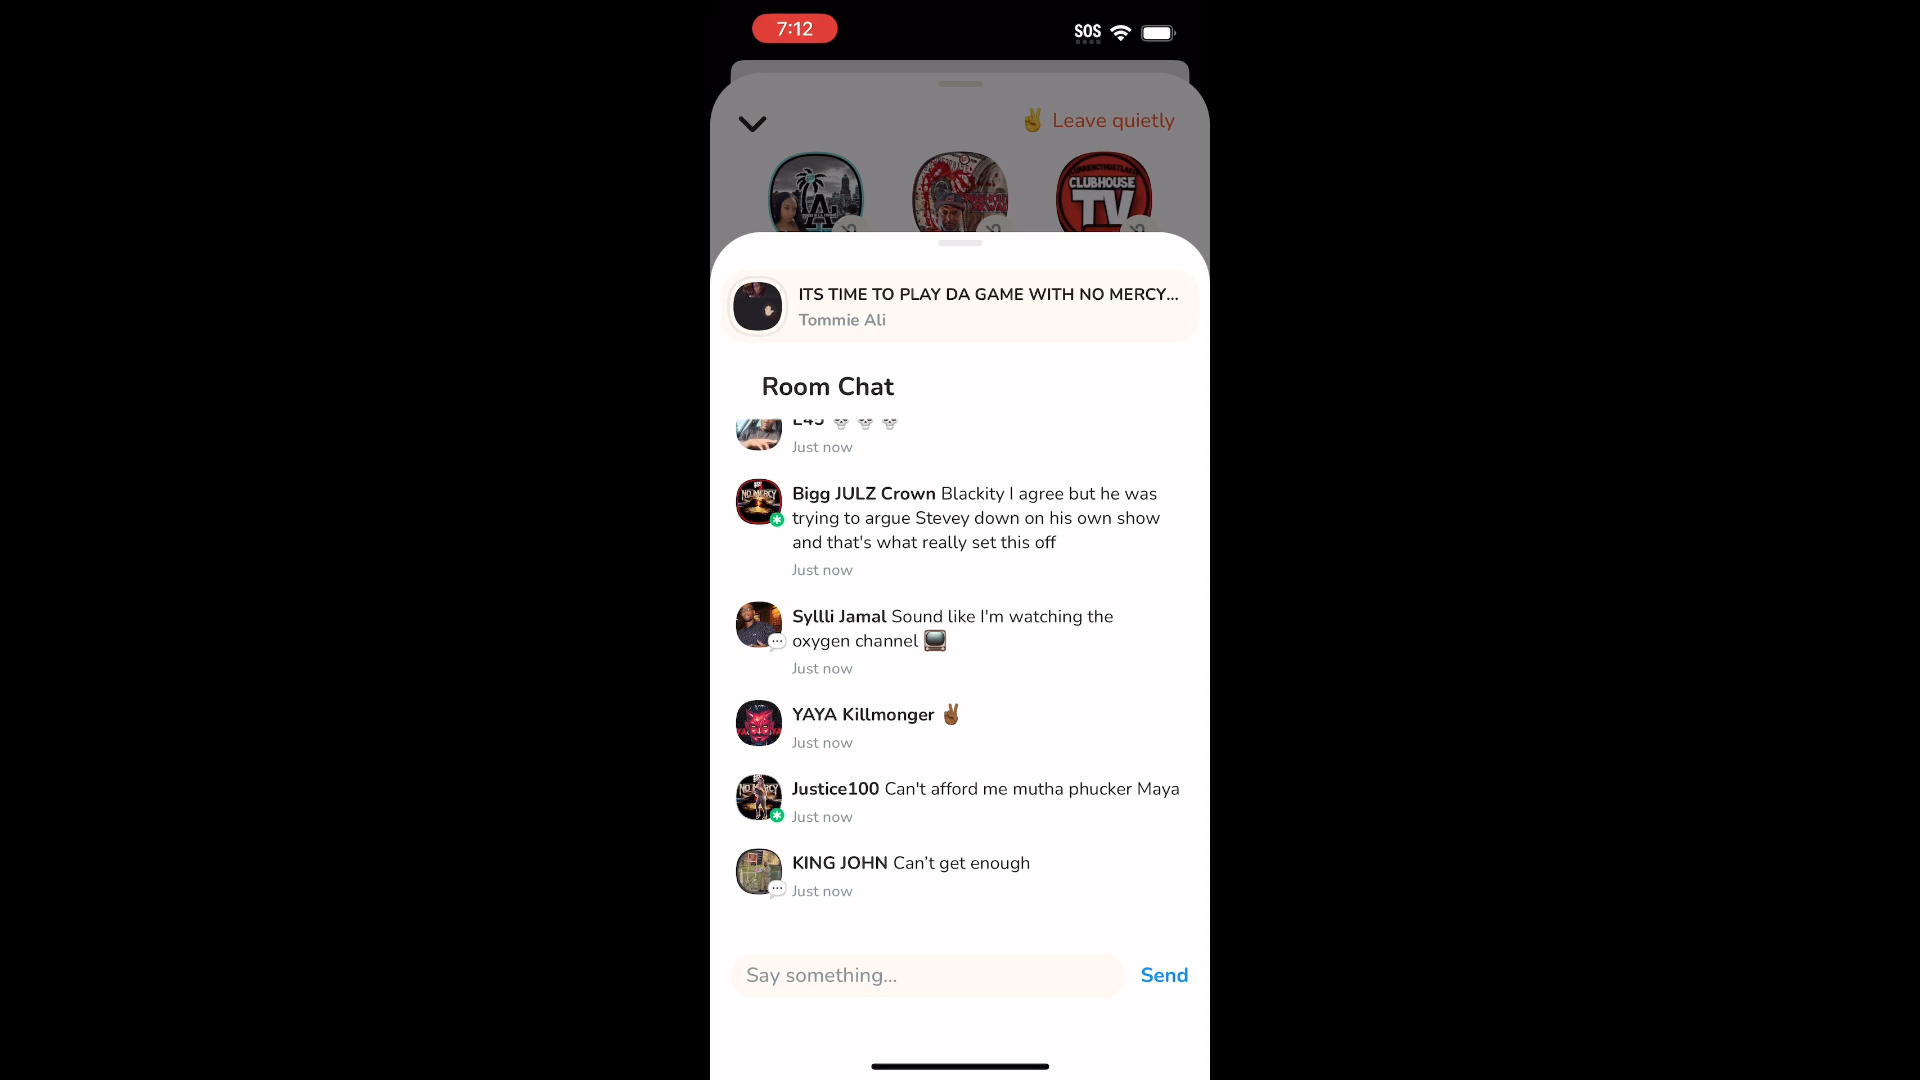 7:12
SOS
✌️ Leave quietly
CLUBHOUSE
TV
ITS TIME TO PLAY DA GAME WITH NO MERCY...
Tommie Ali
Room Chat
L45 💀 💀 💀
Just now
NO MERCY
Bigg JULZ Crown Blackity I agree but he was
trying to argue Stevey down on his own show
and that's what really set this off
Just now
Syllli Jamal Sound like I'm watching the
oxygen channel 📺
Just now
YAYA Killmonger ✌🏾
Just now
Justice100 Can't afford me mutha phucker Maya
Just now
KING JOHN Can’t get enough
Just now
Say something...
Send